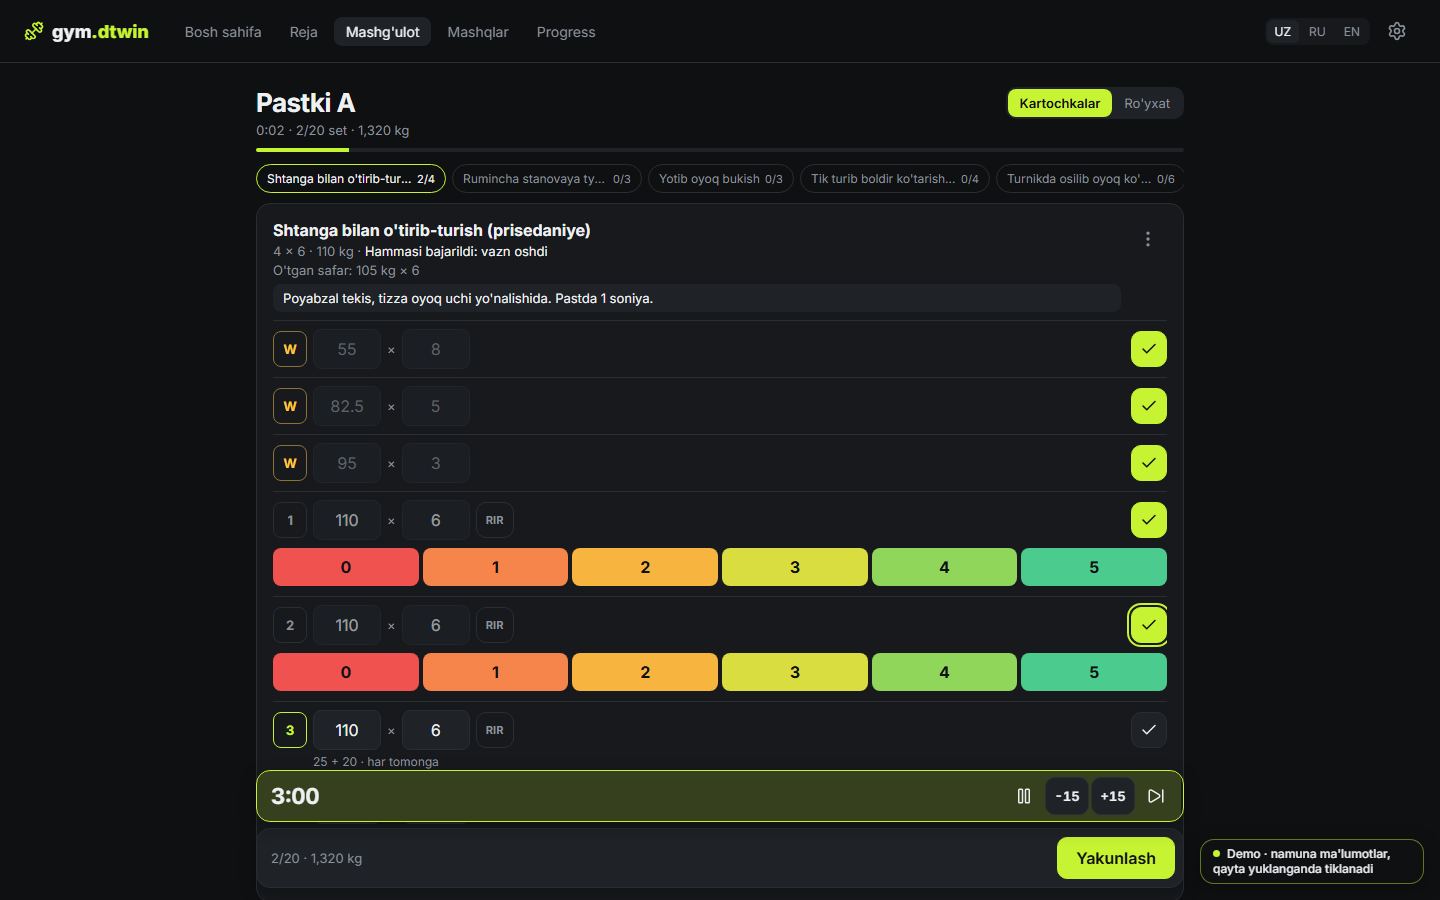 gym.dtwin
Bosh sahifa
Reja
Mashg'ulot
Mashqlar
Progress
UZ
RU
EN
Pastki A
0:02 · 2/20 set · 1,320 kg
Kartochkalar
Ro'yxat
Shtanga bilan o'tirib-tur... 2/4
Rumincha stanovaya ty... 0/3
Yotib oyoq bukish 0/3
Tik turib boldir ko'tarish... 0/4
Turnikda osilib oyoq ko'... 0/6
Shtanga bilan o'tirib-turish (prisedaniye)
4 × 6 · 110 kg · Hammasi bajarildi: vazn oshdi
O'tgan safar: 105 kg × 6
Poyabzal tekis, tizza oyoq uchi yo'nalishida. Pastda 1 soniya.
W 55 × 8
W 82.5 × 5
W 95 × 3
1 110 × 6 RIR
0 1 2 3 4 5
2 110 × 6 RIR
0 1 2 3 4 5
3 110 × 6 RIR
25 + 20 · har tomonga
3:00
-15
+15
2/20 · 1,320 kg
Yakunlash
Demo · namuna ma'lumotlar,
qayta yuklanganda tiklanadi